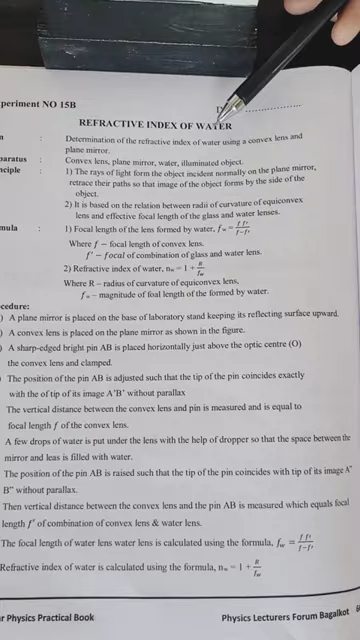 periment NO 15B
D ..................
REFRACTIVE INDEX OF WATER
: Determination of the refractive index of water using a convex lens and
plane mirror.
paratus : Convex lens, plane mirror, water, illuminated object.
nciple : 1) The rays of light form the object incident normally on the plane mirror,
retrace their paths so that image of object forms by the side of the
object.
2) It is based on the relation between radii of curvature of equiconvex
lens and effective focal length of the glass and water lenses.
mula : 1) Focal length of the lens formed by water, f_w = f f'/f-f'
Where f – focal length of convex lens.
f' – focal of combination of glass and water lens.
2) Refractive index of water, n_w = 1 + R/f_w
Where R – radius of curvature of equiconvex lens,
f_w – magnitude of foal length of the formed by water.
cedure:
) A plane mirror is placed on the base of laboratory stand keeping its reflecting surface upward.
) A convex lens is placed on the plane mirror as shown in the figure.
) A sharp-edged bright pin AB is placed horizontally just above the optic centre (O)
the convex lens and clamped.
) The position of the pin AB is adjusted such that the tip of the pin coincides exactly
with the of tip of its image A'B' without parallax
The vertical distance between the convex lens and pin is measured and is equal to
focal length f of the convex lens.
A few drops of water is put under the lens with the help of dropper so that the space between the
mirror and leas is filled with water.
The position of the pin AB is raised such that the tip of the pin coincides with tip of its image A"
B" without parallax.
Then vertical distance between the convex lens and the pin AB is measured which equals focal
length f' of combination of convex lens & water lens.
The focal length of water lens water lens is calculated using the formula, f_w = f f'/f-f'
Refractive index of water is calculated using the formula, n_w = 1 + R/f_w
r Physics Practical Book
Physics Lecturers Forum Bagalkot